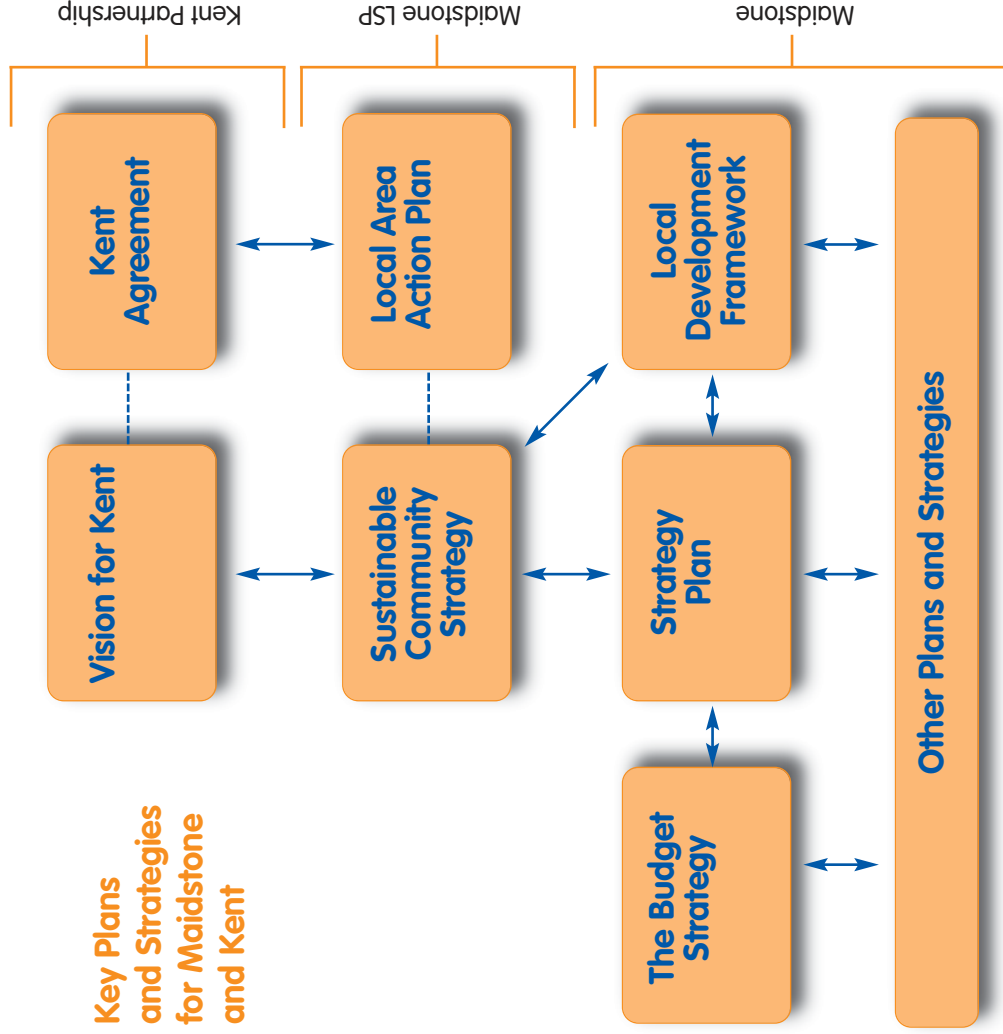 Key Plans
and Strategies
for Maidstone
and Kent
Vision for Kent
Kent
Agreement
Kent Partnership
Sustainable
Community
Strategy
Local Area
Action Plan
Maidstone LSP
The Budget
Strategy
Strategy
Plan
Local
Development
Framework
Maidstone
Other Plans and Strategies